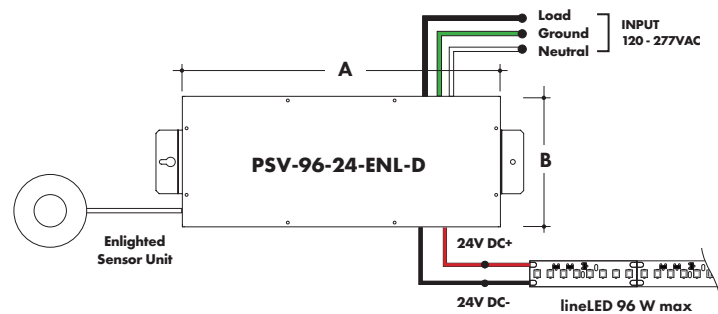 Load
Ground
Neutral
INPUT
120 - 277VAC
A
PSV-96-24-ENL-D
B
Enlighted
Sensor Unit
24V DC+
24V DC-
lineLED 96 W max